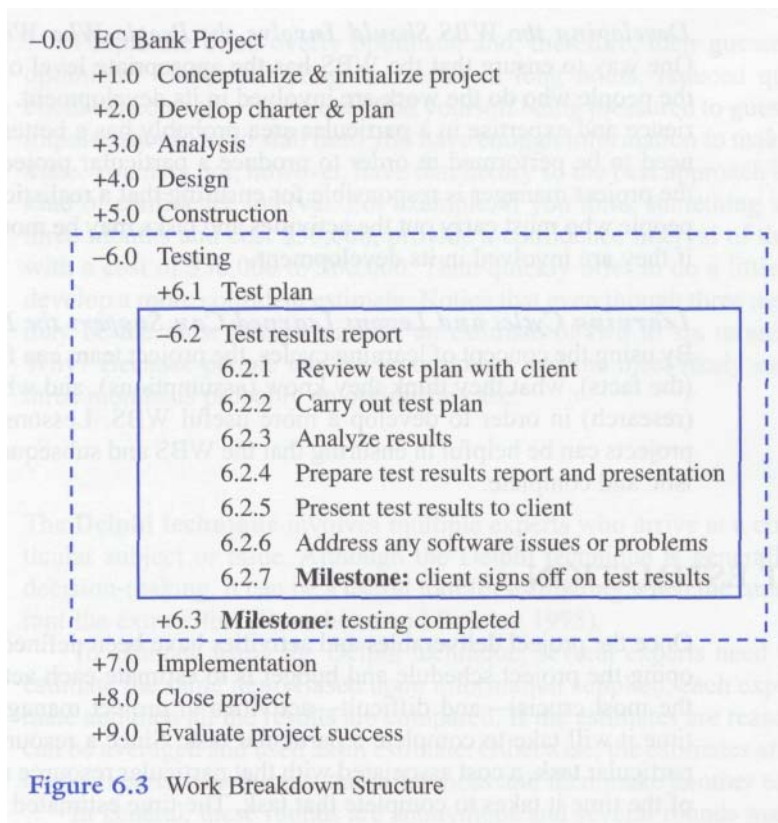 −0.0 EC Bank Project
+1.0 Conceptualize & initialize project
+2.0 Develop charter & plan
+3.0 Analysis
+4.0 Design
+5.0 Construction
−6.0 Testing
+6.1 Test plan
−6.2 Test results report
6.2.1 Review test plan with client
6.2.2 Carry out test plan
6.2.3 Analyze results
6.2.4 Prepare test results report and presentation
6.2.5 Present test results to client
6.2.6 Address any software issues or problems
6.2.7 Milestone: client signs off on test results
+6.3 Milestone: testing completed
+7.0 Implementation
+8.0 Close project
+9.0 Evaluate project success
Figure 6.3 Work Breakdown Structure